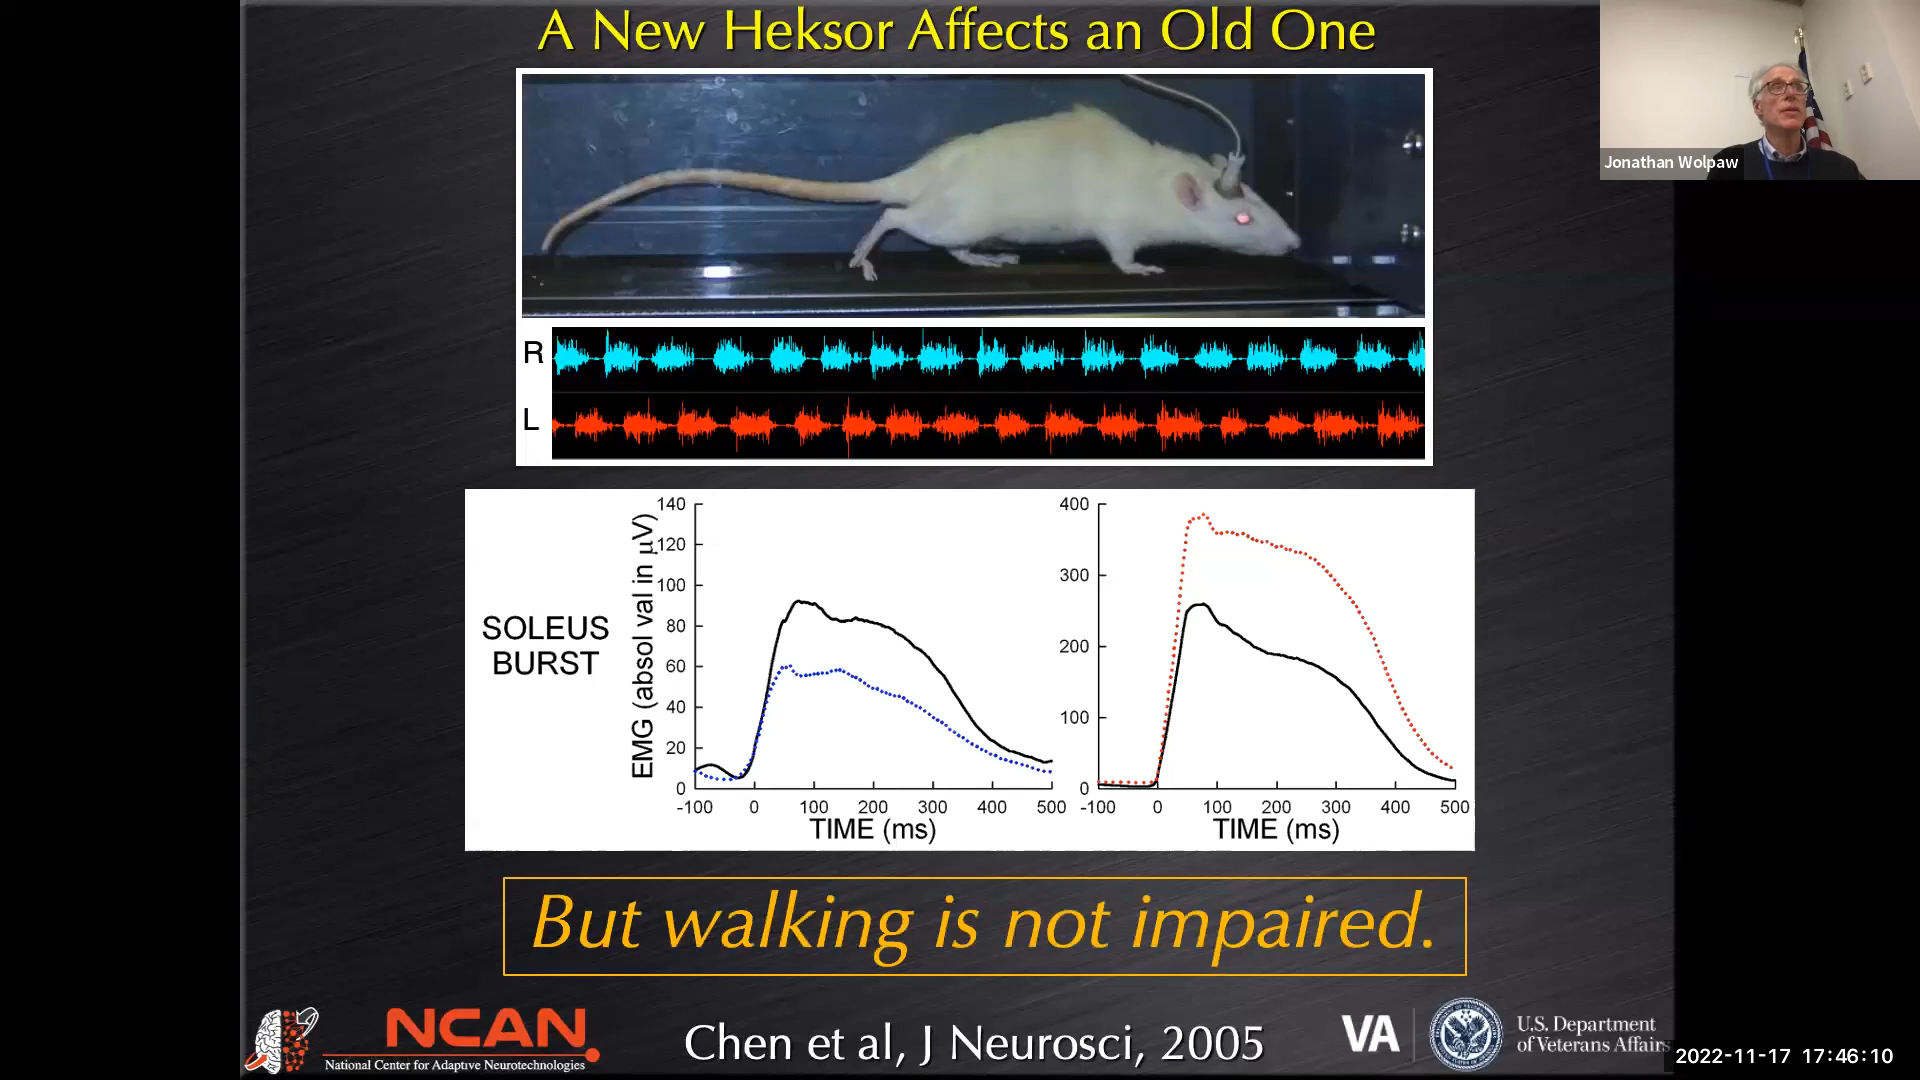 A New Heksor Affects an Old One
Jonathan Wolpaw
R
L
SOLEUS
BURST
EMG (absol val in µV)
140
120
100
80
60
40
20
0
-100 0 100 200 300 400 500
TIME (ms)
400
300
200
100
0
-100 0 100 200 300 400 500
TIME (ms)
But walking is not impaired.
NCAN
National Center for Adaptive Neurotechnologies
Chen et al, J Neurosci, 2005
VA
U.S. Department
of Veterans Affairs
2022-11-17 17:46:10